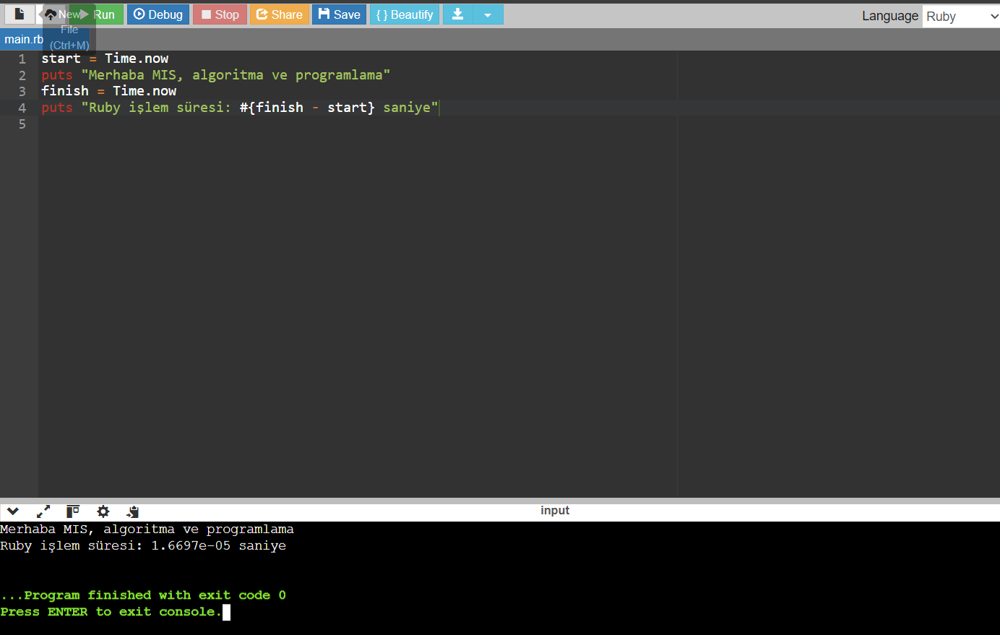 New Run Debug Stop Share Save { } Beautify Language Ruby
File
main.rb (Ctrl+M)
1 start = Time.now
2 puts "Merhaba MIS, algoritma ve programlama"
3 finish = Time.now
4 puts "Ruby işlem süresi: #{finish - start} saniye"
5
input
Merhaba MIS, algoritma ve programlama
Ruby işlem süresi: 1.6697e-05 saniye
...Program finished with exit code 0
Press ENTER to exit console.